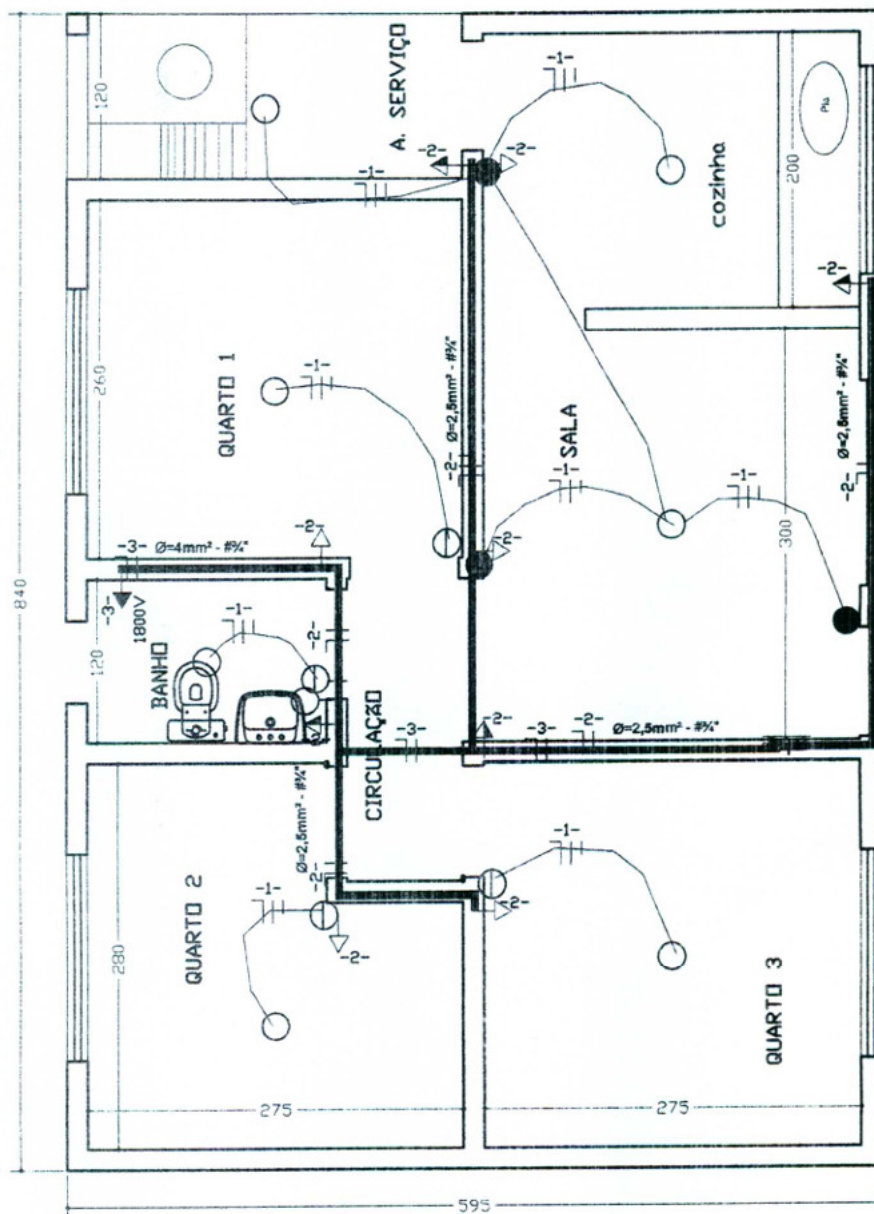 120
A. SERVIÇO
-1-
-1-
-2-
-2-
cozinha
Pia
200
-2-
260
QUARTO 1
-1-
Ø=2,5mm² - #¾"
-2-
SALA
-1-
-1-
Ø=2,5mm² - #¾"
-2-
300
840
-3-
Ø=4mm² - #¾"
-2-
-2-
-3-
1800V
120
BANHO
-1-
-2-
CIRCULAÇÃO
-3-
-2-
-3-
-2-
Ø=2,5mm² - #¾"
Ø=2,5mm² - #¾"
-2-
280
QUARTO 2
-1-
-2-
-2-
-1-
QUARTO 3
275
275
595